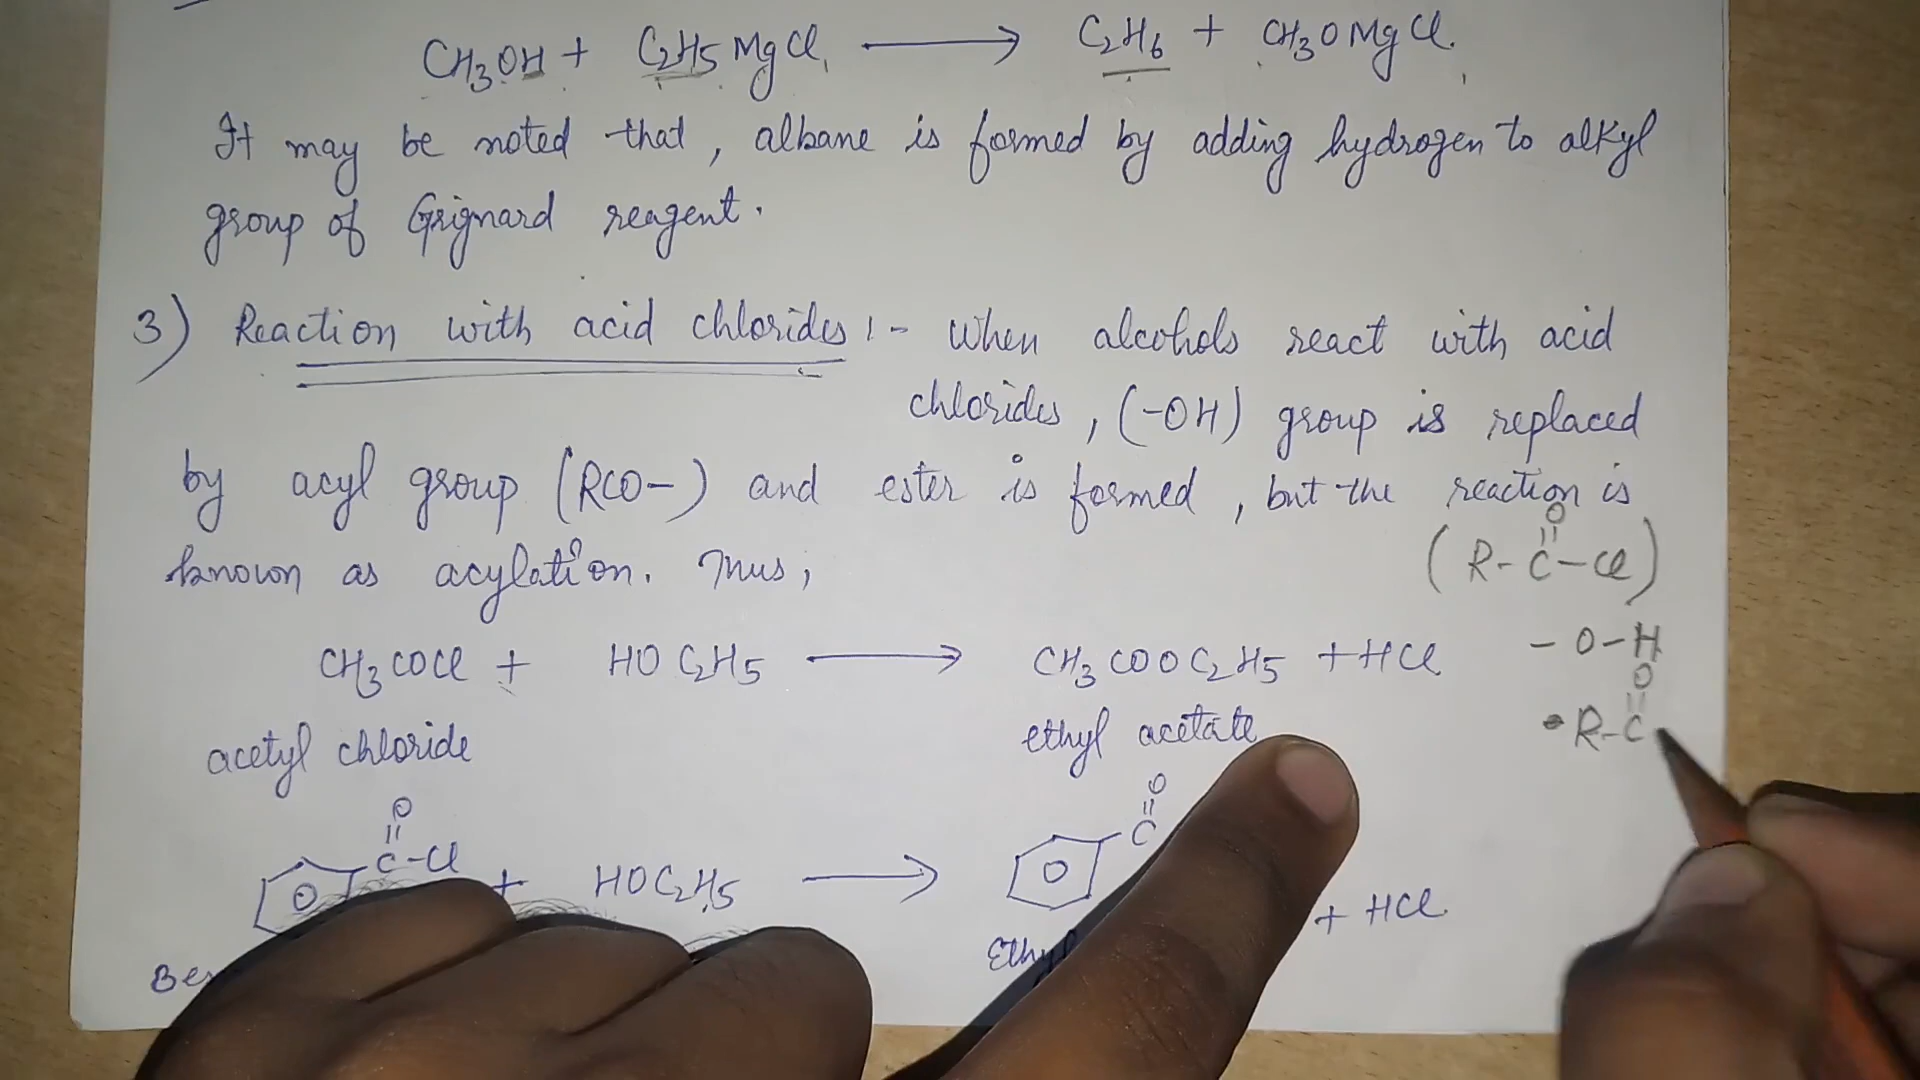 CH3OH + C2H5MgCl ⟶ C2H6 + CH3OMgCl.
It may be noted that, alkane is formed by adding hydrogen to alkyl
group of Grignard reagent.
3) Reaction with acid chlorides :- When alcohols react with acid
chlorides, (-OH) group is replaced
by acyl group (RCO-) and ester is formed, but the reaction is
known as acylation. Thus;
O
(R-C-Cl)
- O-H
CH3COCl + HOC2H5 ⟶ CH3COOC2H5 + HCl
O
R-C
acetyl chloride ethyl acetate
O O
C-Cl + HOC2H5 ⟶ C
+ HCl